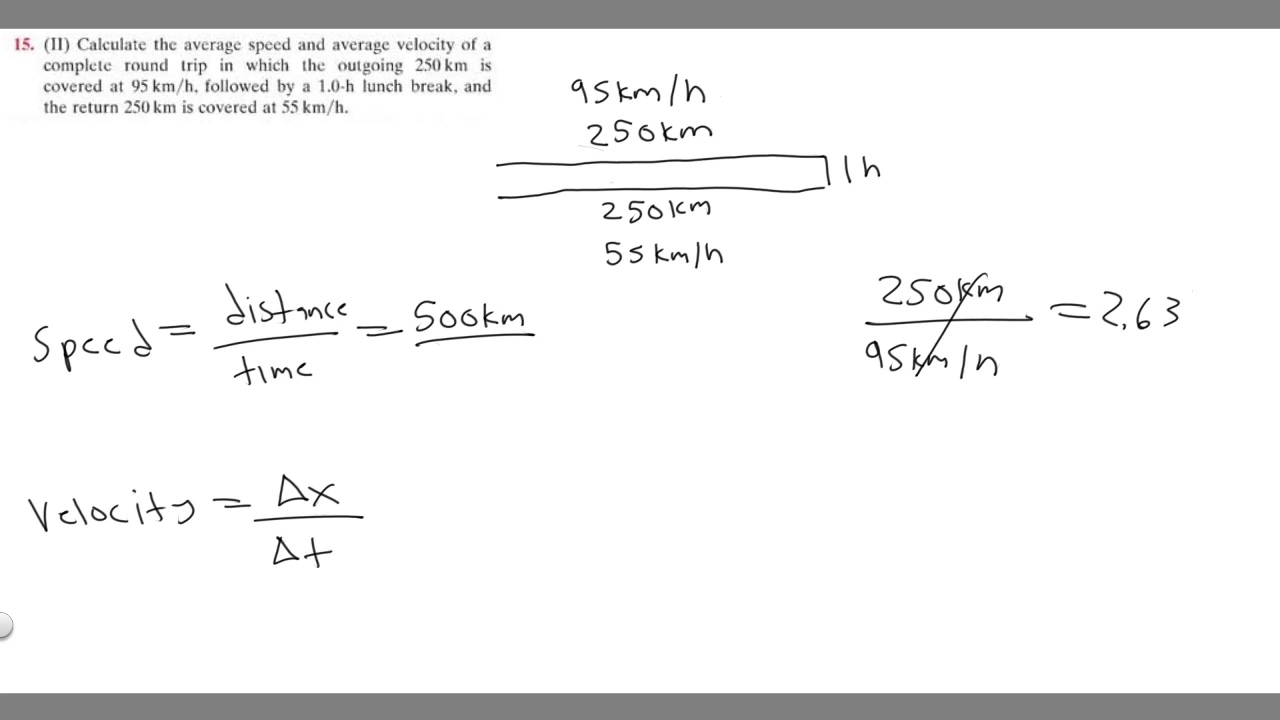 15. (II) Calculate the average speed and average velocity of a
complete round trip in which the outgoing 250 km is
covered at 95 km/h, followed by a 1.0-h lunch break, and
the return 250 km is covered at 55 km/h.
95km/h
250km
1h
250km
55km/h
Speed = distance/time = 500km
250km/95km/h = 2.63
Velocity = Δx/Δt